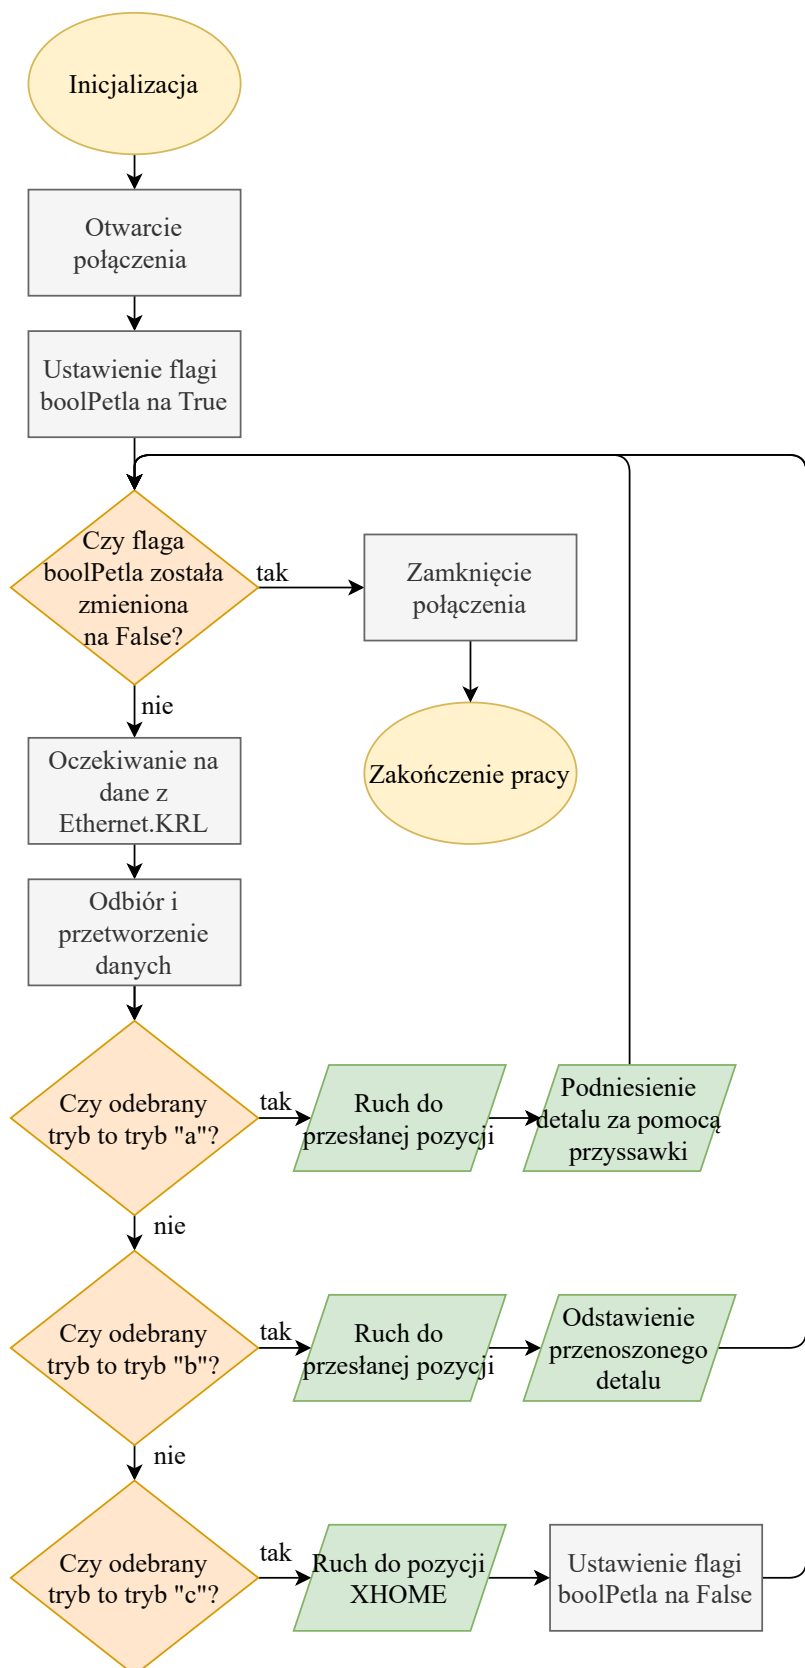 Inicjalizacja
Otwarcie
połączenia
Ustawienie flagi
boolPetla na True
Czy flaga
boolPetla została
zmieniona
na False?
tak
Zamknięcie
połączenia
nie
Zakończenie pracy
Oczekiwanie na
dane z
Ethernet.KRL
Odbiór i
przetworzenie
danych
Czy odebrany
tryb to tryb "a"?
tak
Ruch do
przesłanej pozycji
Podniesienie
detalu za pomocą
przyssawki
nie
Czy odebrany
tryb to tryb "b"?
tak
Ruch do
przesłanej pozycji
Odstawienie
przenoszonego
detalu
nie
Czy odebrany
tryb to tryb "c"?
tak
Ruch do pozycji
XHOME
Ustawienie flagi
boolPetla na False